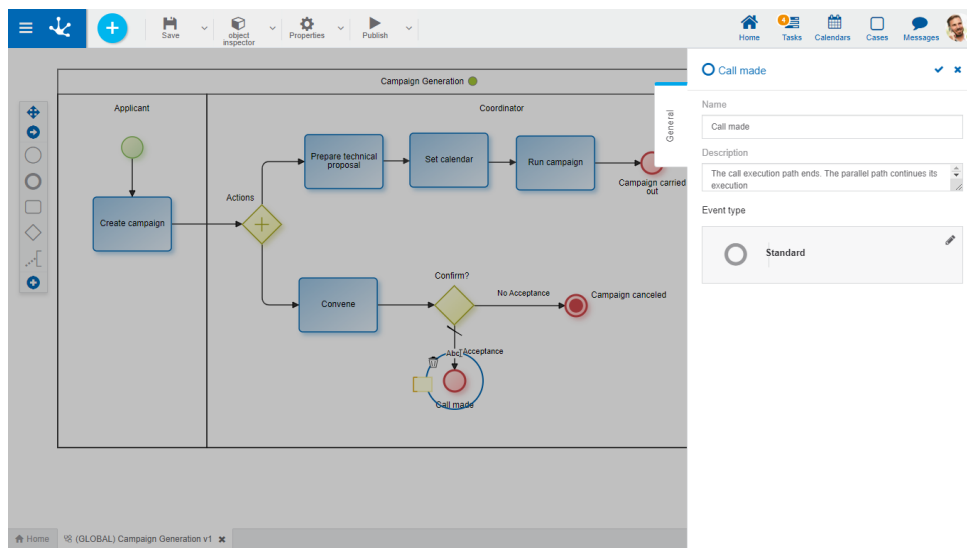 Save
object
inspector
Properties
Publish
4
Home
Tasks
Calendars
Cases
Messages
Campaign Generation
Applicant
Coordinator
Create campaign
Actions
Prepare technical
proposal
Set calendar
Run campaign
Campaign carried
out
Convene
Confirm?
No Acceptance
Campaign canceled
Abc
Acceptance
Call made
General
Call made
Name
Call made
Description
The call execution path ends. The parallel path continues its
execution
Event type
Standard
Home
(GLOBAL) Campaign Generation v1